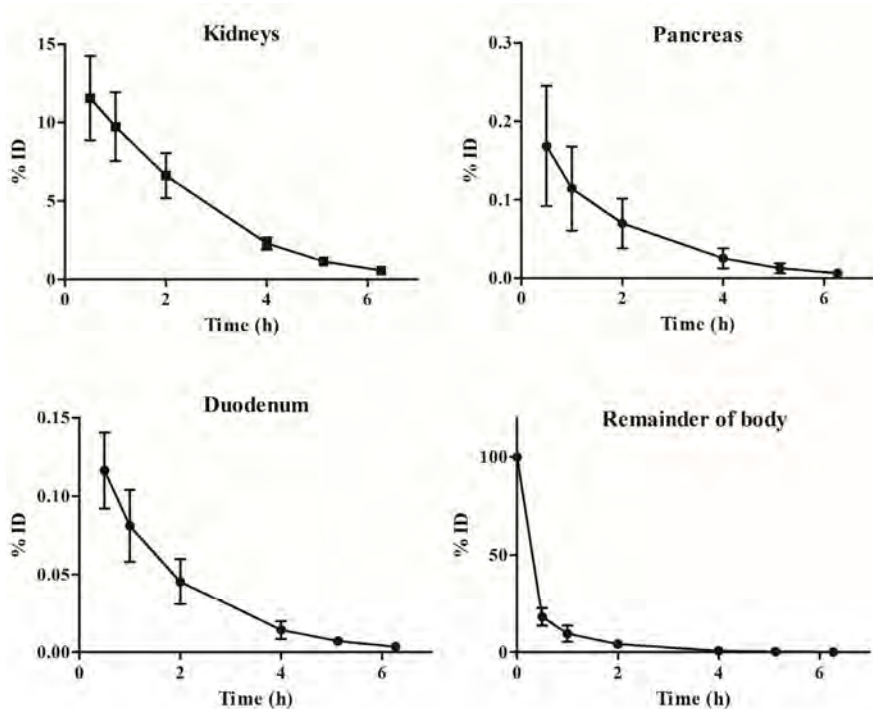 Kidneys
15
10
5
0
% ID
0 2 4 6
Time (h)
Pancreas
0.3
0.2
0.1
0.0
% ID
0 2 4 6
Time (h)
Duodenum
0.15
0.10
0.05
0.00
% ID
0 2 4 6
Time (h)
Remainder of body
100
50
0
% ID
0 2 4 6
Time (h)